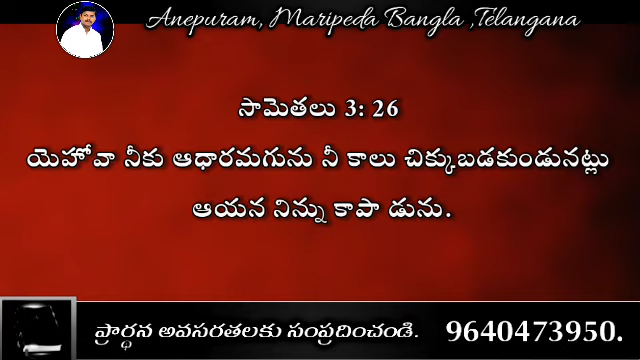 Anepuram, Maripeda Bangla ,Telangana
సామెతలు 3: 26
యెహోవా నీకు ఆధారమగును నీ కాలు చిక్కుబడకుండునట్లు
ఆయన నిన్ను కాపా డును.
ప్రార్థన అవసరతలకు సంప్రదించండి. 9640473950.